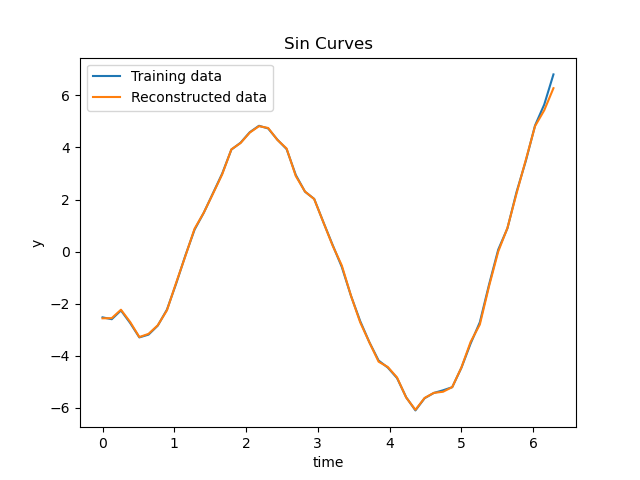 Sin Curves
Training data
Reconstructed data
6
4
2
0
−2
−4
−6
y
0 1 2 3 4 5 6
time